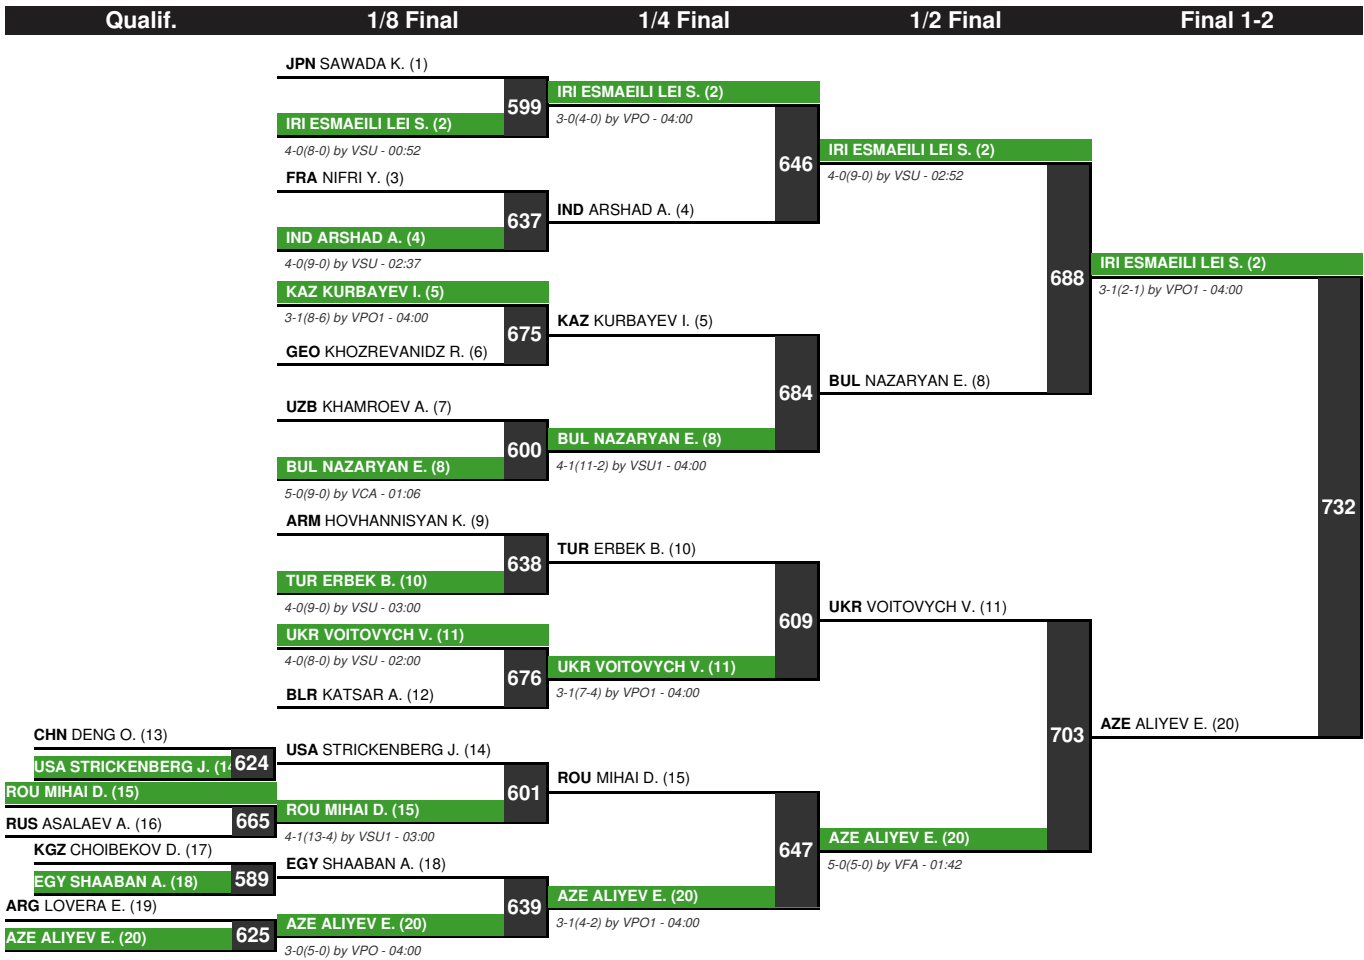 Qualif.
1/8 Final
1/4 Final
1/2 Final
Final 1-2
CHN DENG O. (13)
USA STRICKENBERG J. (14
624
ROU MIHAI D. (15)
RUS ASALAEV A. (16)
665
KGZ CHOIBEKOV D. (17)
EGY SHAABAN A. (18)
589
ARG LOVERA E. (19)
AZE ALIYEV E. (20)
625
JPN SAWADA K. (1)
599
IRI ESMAEILI LEI S. (2)
4-0(8-0) by VSU - 00:52
FRA NIFRI Y. (3)
637
IND ARSHAD A. (4)
4-0(9-0) by VSU - 02:37
KAZ KURBAYEV I. (5)
3-1(8-6) by VPO1 - 04:00
675
GEO KHOZREVANIDZ R. (6)
UZB KHAMROEV A. (7)
600
BUL NAZARYAN E. (8)
5-0(9-0) by VCA - 01:06
ARM HOVHANNISYAN K. (9)
638
TUR ERBEK B. (10)
4-0(9-0) by VSU - 03:00
UKR VOITOVYCH V. (11)
4-0(8-0) by VSU - 02:00
676
BLR KATSAR A. (12)
USA STRICKENBERG J. (14)
601
ROU MIHAI D. (15)
4-1(13-4) by VSU1 - 03:00
EGY SHAABAN A. (18)
639
AZE ALIYEV E. (20)
3-0(5-0) by VPO - 04:00
IRI ESMAEILI LEI S. (2)
3-0(4-0) by VPO - 04:00
646
IND ARSHAD A. (4)
KAZ KURBAYEV I. (5)
684
BUL NAZARYAN E. (8)
4-1(11-2) by VSU1 - 04:00
TUR ERBEK B. (10)
609
UKR VOITOVYCH V. (11)
3-1(7-4) by VPO1 - 04:00
ROU MIHAI D. (15)
647
AZE ALIYEV E. (20)
3-1(4-2) by VPO1 - 04:00
IRI ESMAEILI LEI S. (2)
4-0(9-0) by VSU - 02:52
688
BUL NAZARYAN E. (8)
UKR VOITOVYCH V. (11)
703
AZE ALIYEV E. (20)
5-0(5-0) by VFA - 01:42
IRI ESMAEILI LEI S. (2)
3-1(2-1) by VPO1 - 04:00
732
AZE ALIYEV E. (20)